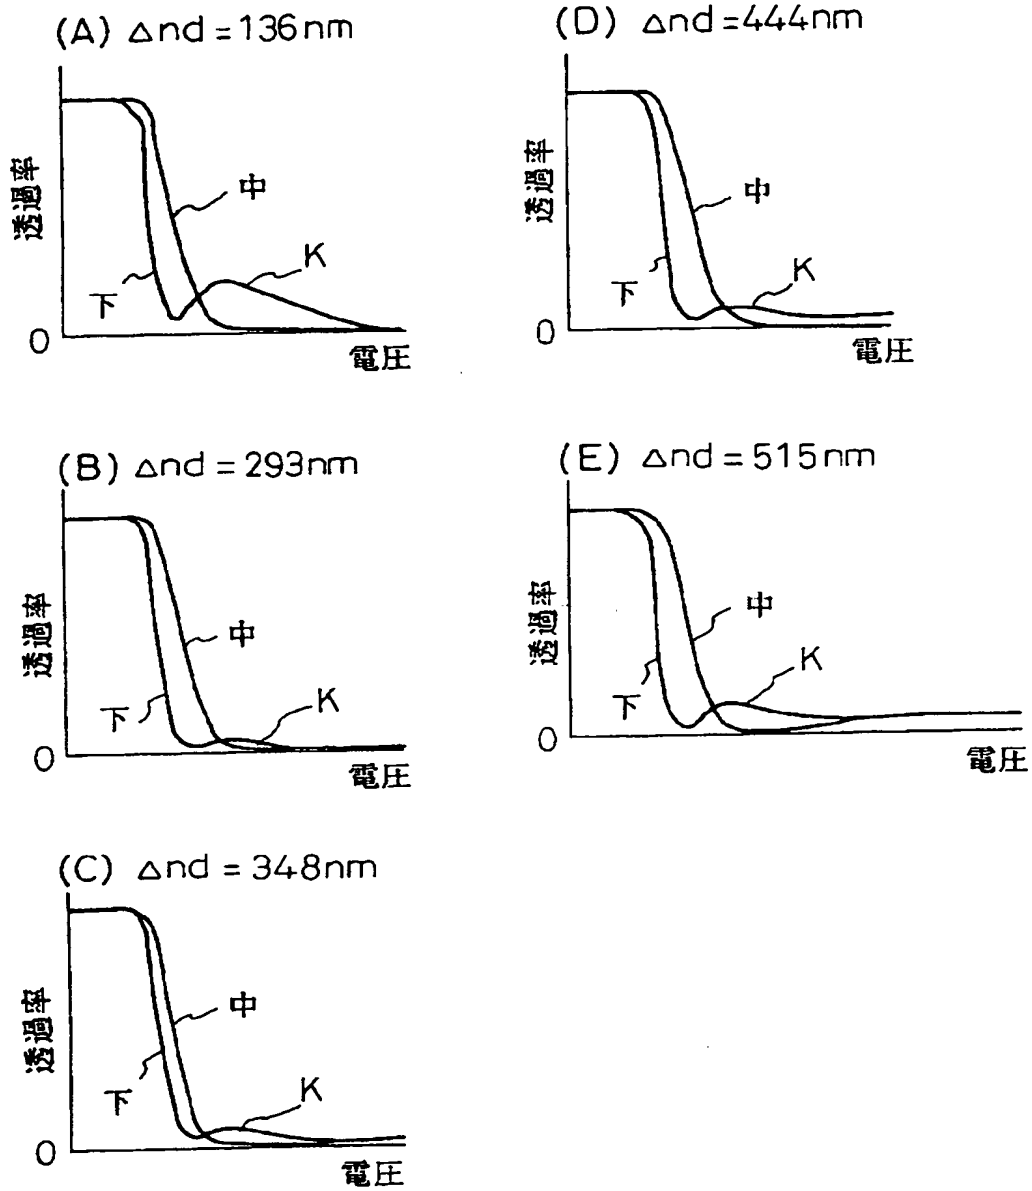 (A) Δnd=136nm
透過率
中
K
下
0
電圧
(B) Δnd=293nm
透過率
中
K
下
0
電圧
(C) Δnd=348nm
透過率
中
K
下
0
電圧
(D) Δnd=444nm
透過率
中
K
下
0
電圧
(E) Δnd=515nm
透過率
中
K
下
0
電圧